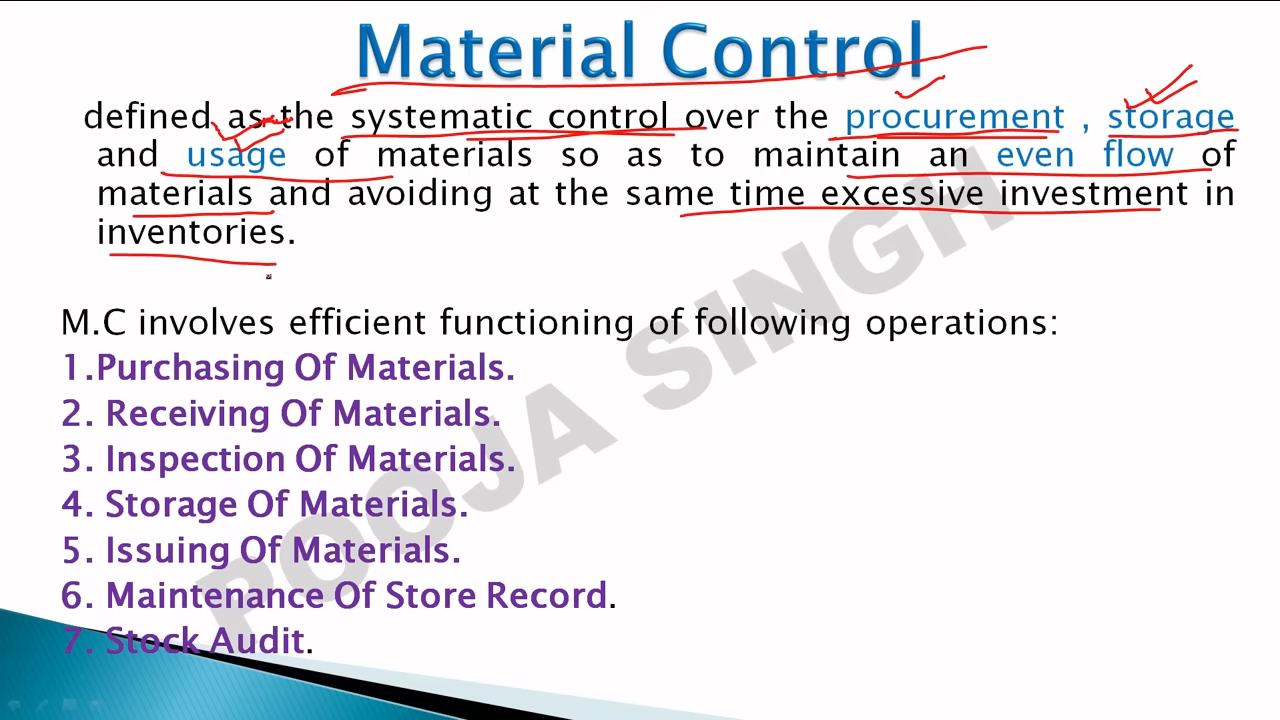 Material Control
defined as the systematic control over the procurement , storage
and usage of materials so as to maintain an even flow of
materials and avoiding at the same time excessive investment in
inventories.
M.C involves efficient functioning of following operations:
1.Purchasing Of Materials.
2. Receiving Of Materials.
3. Inspection Of Materials.
4. Storage Of Materials.
5. Issuing Of Materials.
6. Maintenance Of Store Record.
7. Stock Audit.
POOJA SINGH